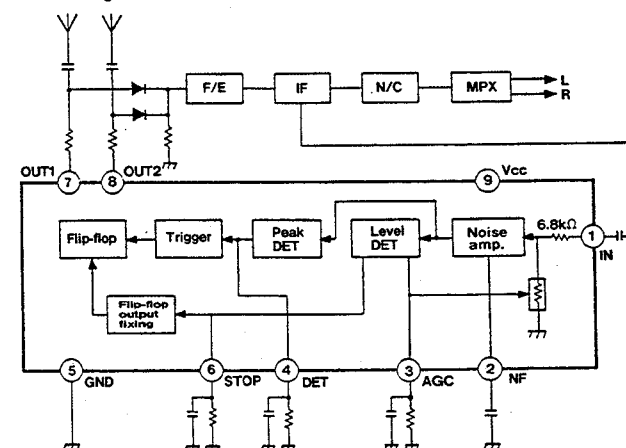 F/E
IF
N/C
MPX
L
R
OUT1
7
8
OUT2
9
Vcc
Flip-flop
Trigger
Peak
DET
Level
DET
Noise
amp.
6.8kΩ
1
IN
Flip-flop
output
fixing
5
GND
6
STOP
4
DET
3
AGC
2
NF